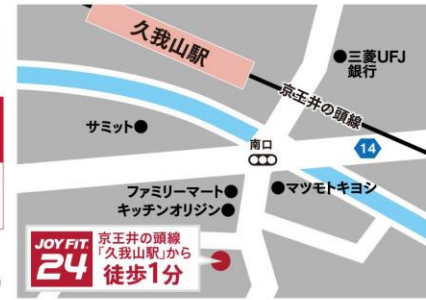 久我山駅
三菱UFJ
銀行
京王井の頭線
サミット
南口
14
ファミリーマート
マツモトキヨシ
キッチンオリジン
JOYFIT
24
京王井の頭線
「久我山駅」から
徒歩1分